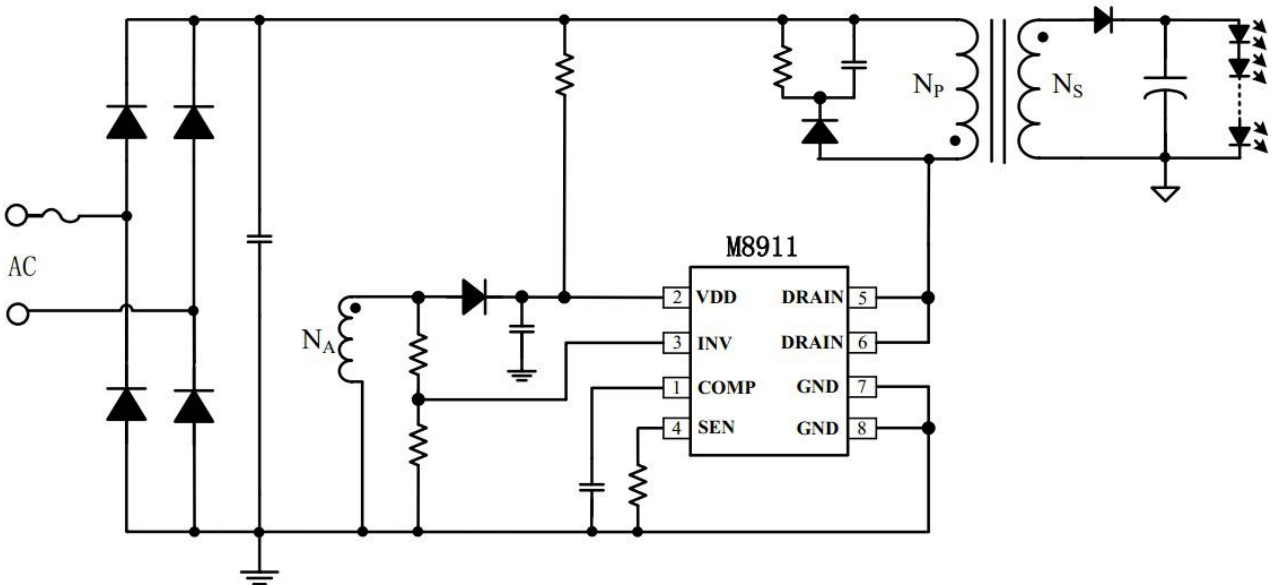 AC
N_P
N_S
N_A
M8911
2 VDD DRAIN 5
3 INV DRAIN 6
1 COMP GND 7
4 SEN GND 8